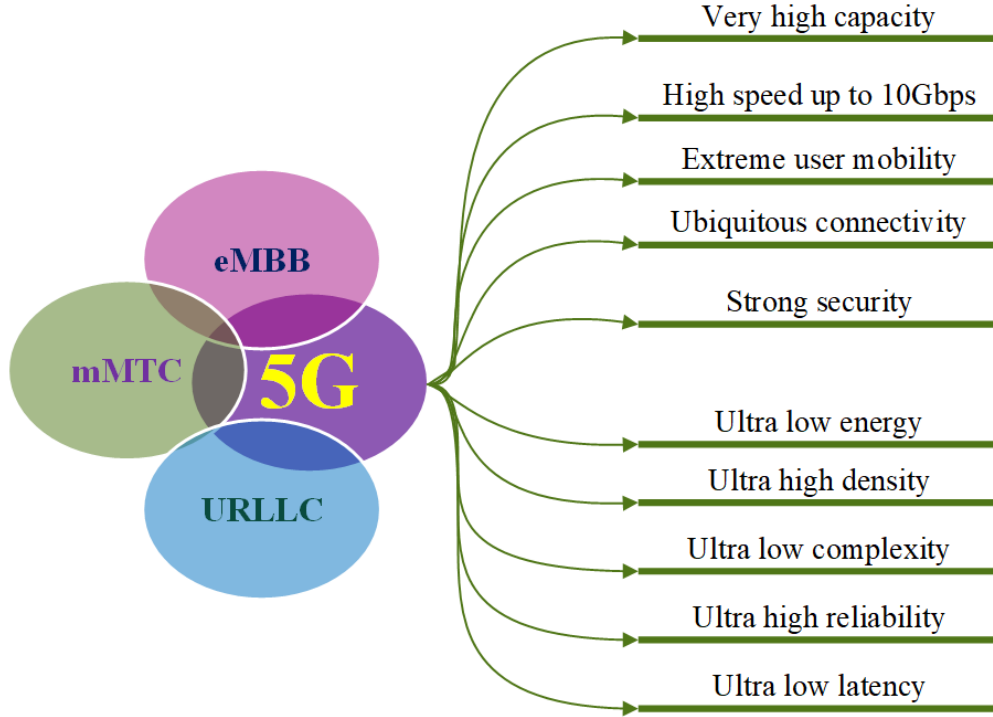 eMBB
mMTC
5G
URLLC
Very high capacity
High speed up to 10Gbps
Extreme user mobility
Ubiquitous connectivity
Strong security
Ultra low energy
Ultra high density
Ultra low complexity
Ultra high reliability
Ultra low latency